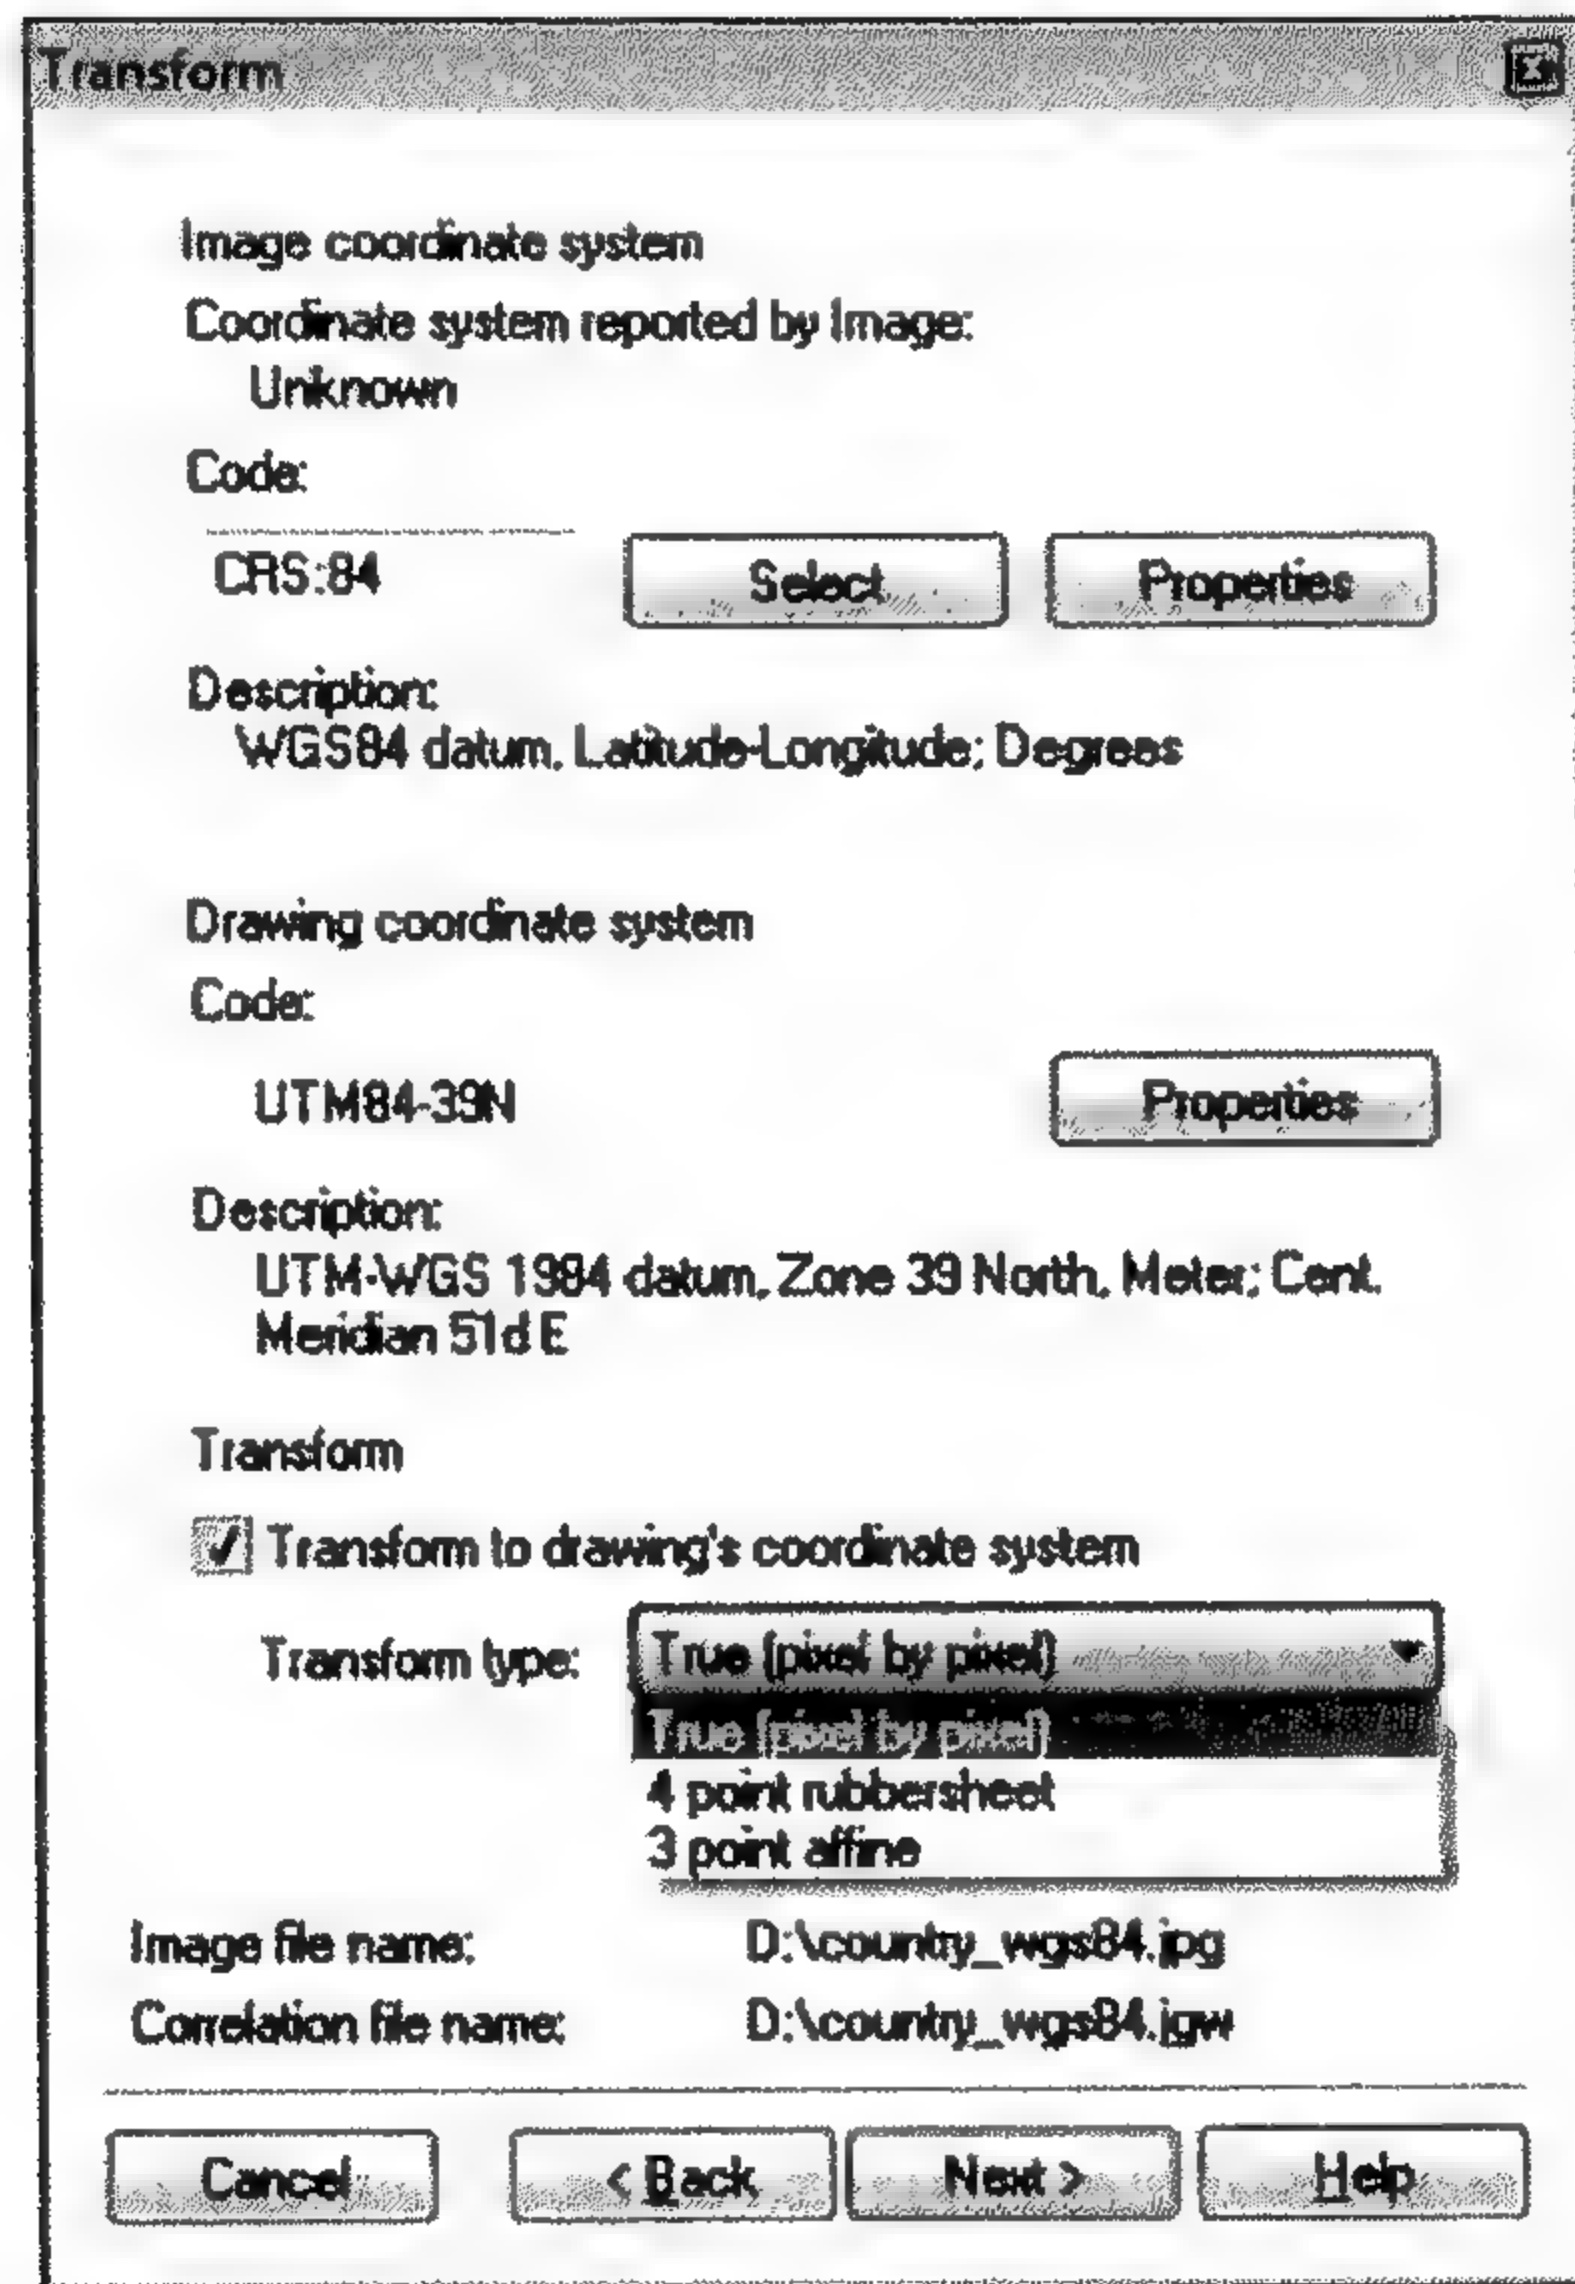 Transform
Image coordinate system
Coordinate system reported by Image:
Unknown
Code:
CRS:84 Select Properties
Description:
WGS84 datum, Latitude-Longitude; Degrees
Drawing coordinate system
Code:
UTM84-39N Properties
Description:
UTM-WGS 1984 datum, Zone 39 North, Meter; Cent.
Meridian 51d E
Transform
Transform to drawing's coordinate system
Transform type: True (pixel by pixel)
True (pixel by pixel)
4 point rubbersheet
3 point affine
Image file name: D:\country_wgs84.jpg
Correlation file name: D:\country_wgs84.jgw
Cancel < Back Next > Help